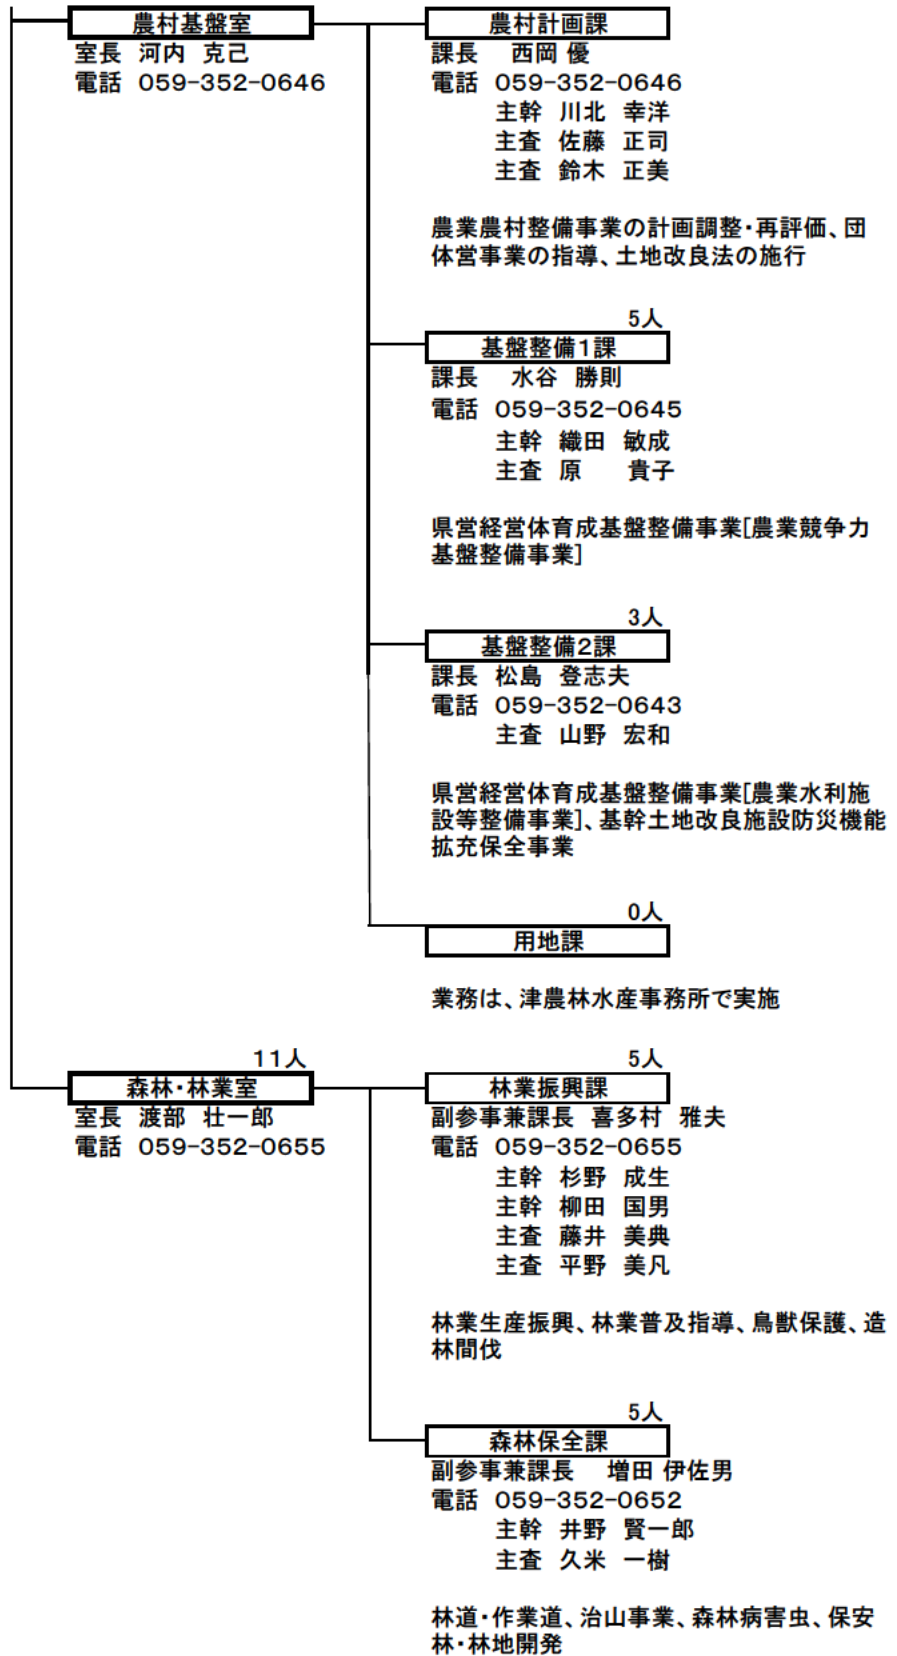 農村基盤室
室長 河内 克己
電話 059-352-0646
農村計画課
課長 西岡 優
電話 059-352-0646
主幹 川北 幸洋
主査 佐藤 正司
主査 鈴木 正美
農業農村整備事業の計画調整・再評価、団
体営事業の指導、土地改良法の施行
5人
基盤整備1課
課長 水谷 勝則
電話 059-352-0645
主幹 織田 敏成
主査 原 貴子
県営経営体育成基盤整備事業[農業競争力
基盤整備事業]
3人
基盤整備2課
課長 松島 登志夫
電話 059-352-0643
主査 山野 宏和
県営経営体育成基盤整備事業[農業水利施
設等整備事業]、基幹土地改良施設防災機能
拡充保全事業
0人
用地課
業務は、津農林水産事務所で実施
11人
森林・林業室
室長 渡部 壮一郎
電話 059-352-0655
5人
林業振興課
副参事兼課長 喜多村 雅夫
電話 059-352-0655
主幹 杉野 成生
主幹 柳田 国男
主査 藤井 美典
主査 平野 美凡
林業生産振興、林業普及指導、鳥獣保護、造
林間伐
5人
森林保全課
副参事兼課長 増田 伊佐男
電話 059-352-0652
主幹 井野 賢一郎
主査 久米 一樹
林道・作業道、治山事業、森林病害虫、保安
林・林地開発